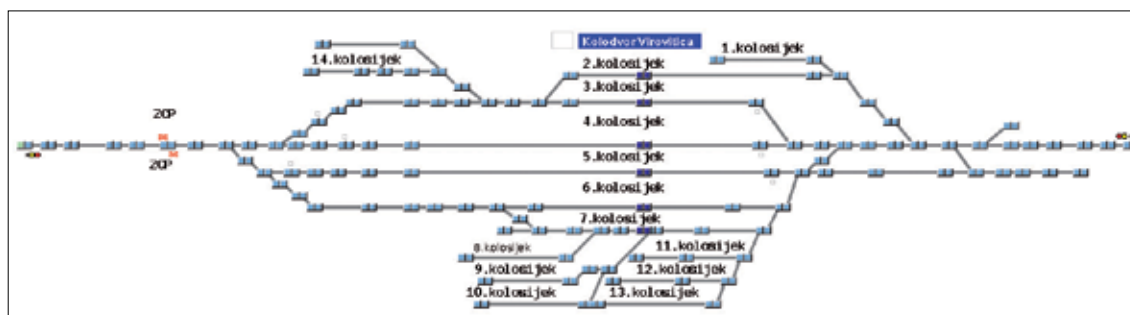 Kolodvor Virovitica
1.kolosijek
2.kolosijek
14.kolosijek
3.kolosijek
2CP
4.kolosijek
2CP
5.kolosijek
6.kolosijek
7.kolosijek
8.kolosijek
11.kolosijek
9.kolosijek
12.kolosijek
10.kolosijek
13.kolosijek